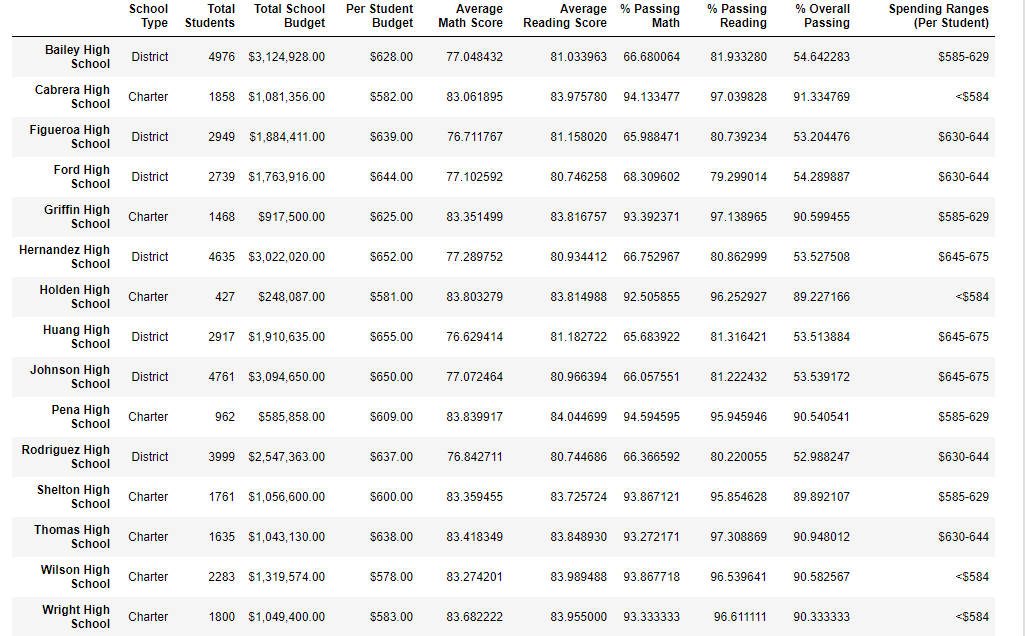 School Total Total School Per Student Average Average % Passing % Passing % Overall Spending Ranges
Type Students Budget Budget Math Score Reading Score Math Reading Passing (Per Student)
Bailey High
School District 4976 $3,124,928.00 $628.00 77.048432 81.033963 66.680064 81.933280 54.642283 $585-629
Cabrera High
School Charter 1858 $1,081,356.00 $582.00 83.061895 83.975780 94.133477 97.039828 91.334769 <$584
Figueroa High
School District 2949 $1,884,411.00 $639.00 76.711767 81.158020 65.988471 80.739234 53.204476 $630-644
Ford High
School District 2739 $1,763,916.00 $644.00 77.102592 80.746258 68.309602 79.299014 54.289887 $630-644
Griffin High
School Charter 1468 $917,500.00 $625.00 83.351499 83.816757 93.392371 97.138965 90.599455 $585-629
Hernandez High
School District 4635 $3,022,020.00 $652.00 77.289752 80.934412 66.752967 80.862999 53.527508 $645-675
Holden High
School Charter 427 $248,087.00 $581.00 83.803279 83.814988 92.505855 96.252927 89.227166 <$584
Huang High
School District 2917 $1,910,635.00 $655.00 76.629414 81.182722 65.683922 81.316421 53.513884 $645-675
Johnson High
School District 4761 $3,094,650.00 $650.00 77.072464 80.966394 66.057551 81.222432 53.539172 $645-675
Pena High
School Charter 962 $585,858.00 $609.00 83.839917 84.044699 94.594595 95.945946 90.540541 $585-629
Rodriguez High
School District 3999 $2,547,363.00 $637.00 76.842711 80.744686 66.366592 80.220055 52.988247 $630-644
Shelton High
School Charter 1761 $1,056,600.00 $600.00 83.359455 83.725724 93.867121 95.854628 89.892107 $585-629
Thomas High
School Charter 1635 $1,043,130.00 $638.00 83.418349 83.848930 93.272171 97.308869 90.948012 $630-644
Wilson High
School Charter 2283 $1,319,574.00 $578.00 83.274201 83.989488 93.867718 96.539641 90.582567 <$584
Wright High
School Charter 1800 $1,049,400.00 $583.00 83.682222 83.955000 93.333333 96.611111 90.333333 <$584